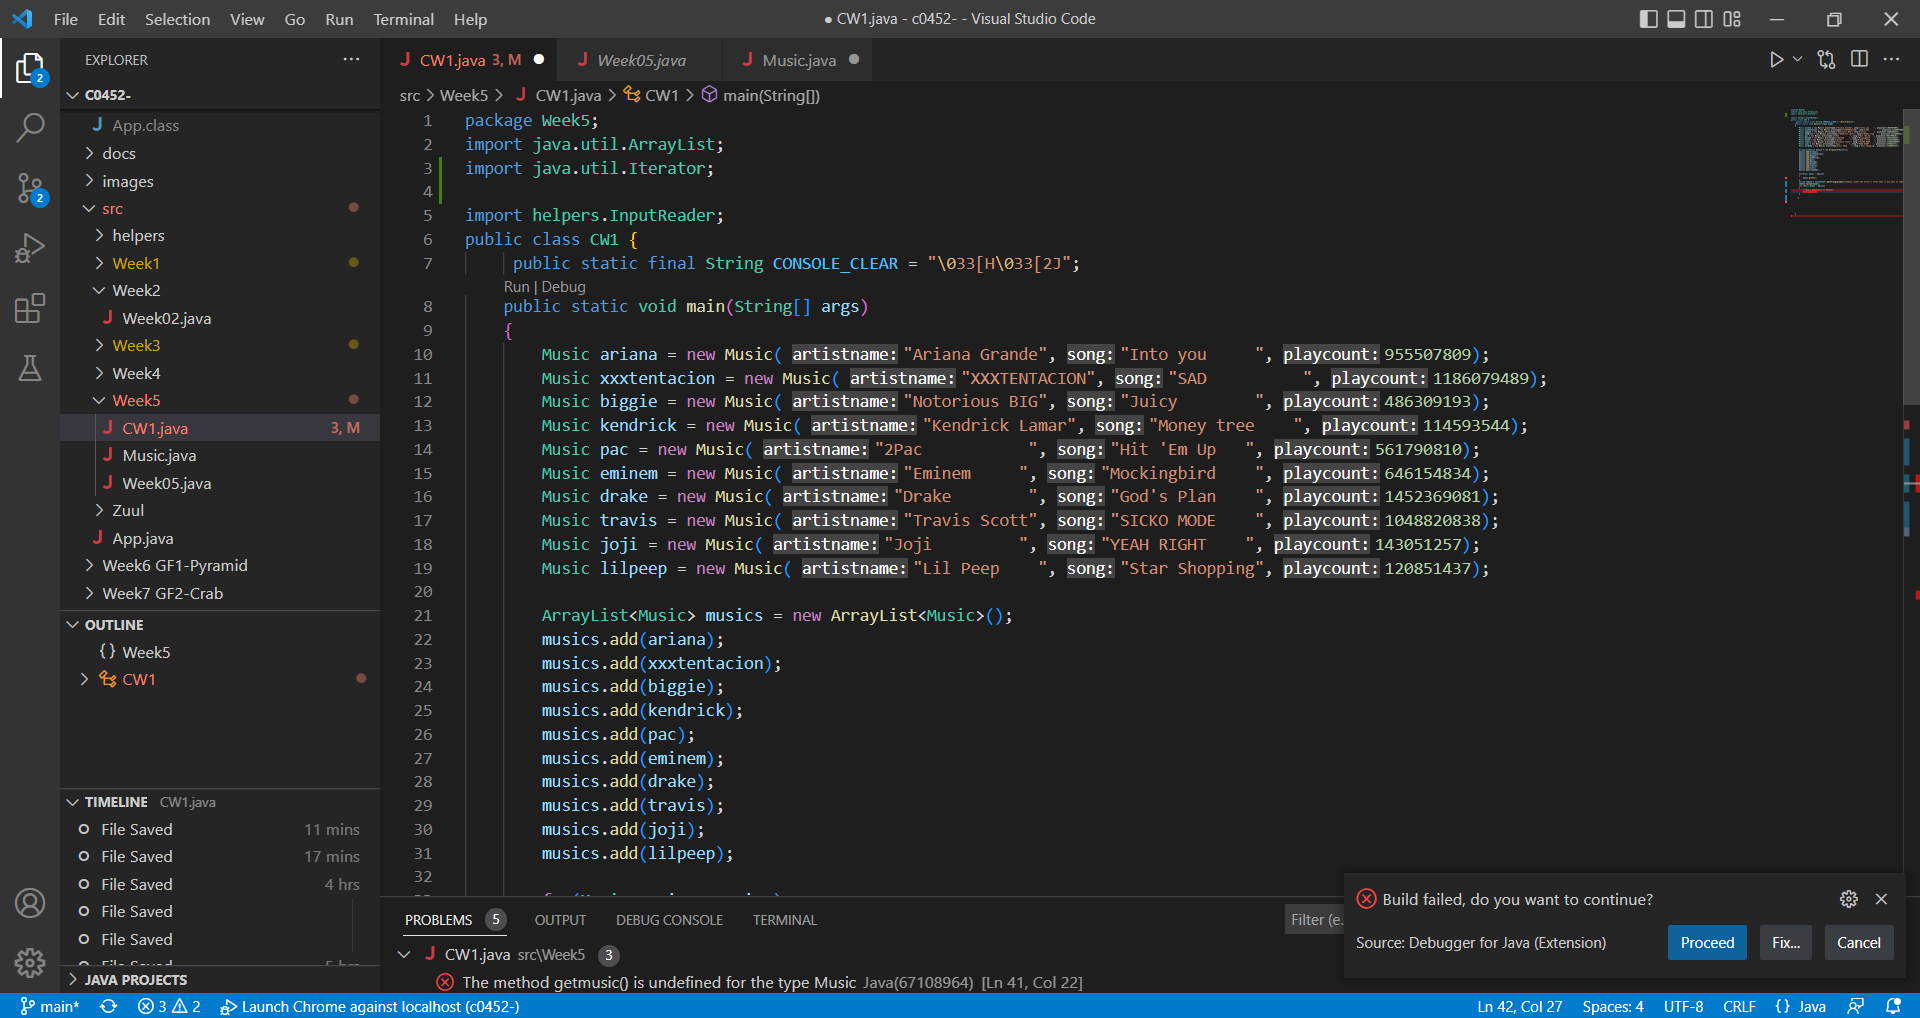 File Edit Selection View Go Run Terminal Help
● CW1.java - c0452- - Visual Studio Code
EXPLORER
C0452-
App.class
docs
images
src
helpers
Week1
Week2
Week02.java
Week3
Week4
Week5
CW1.java 3, M
Music.java
Week05.java
Zuul
App.java
Week6 GF1-Pyramid
Week7 GF2-Crab
OUTLINE
{} Week5
CW1
TIMELINE CW1.java
File Saved 11 mins
File Saved 17 mins
File Saved 4 hrs
File Saved
File Saved
JAVA PROJECTS
CW1.java 3, M
Week05.java
Music.java
src > Week5 > CW1.java > CW1 > main(String[])
1 package Week5;
2 import java.util.ArrayList;
3 import java.util.Iterator;
4
5 import helpers.InputReader;
6 public class CW1 {
7 public static final String CONSOLE_CLEAR = "\033[H\033[2J";
Run | Debug
8 public static void main(String[] args)
9 {
10 Music ariana = new Music( artistname: "Ariana Grande", song: "Into you     ", playcount: 955507809);
11 Music xxxtentacion = new Music( artistname: "XXXTENTACION", song: "SAD          ", playcount: 1186079489);
12 Music biggie = new Music( artistname: "Notorious BIG", song: "Juicy        ", playcount: 486309193);
13 Music kendrick = new Music( artistname: "Kendrick Lamar", song: "Money tree    ", playcount: 114593544);
14 Music pac = new Music( artistname: "2Pac           ", song: "Hit 'Em Up   ", playcount: 561790810);
15 Music eminem = new Music( artistname: "Eminem     ", song: "Mockingbird    ", playcount: 646154834);
16 Music drake = new Music( artistname: "Drake        ", song: "God's Plan    ", playcount: 1452369081);
17 Music travis = new Music( artistname: "Travis Scott", song: "SICKO MODE    ", playcount: 1048820838);
18 Music joji = new Music( artistname: "Joji         ", song: "YEAH RIGHT    ", playcount: 143051257);
19 Music lilpeep = new Music( artistname: "Lil Peep    ", song: "Star Shopping", playcount: 120851437);
20
21 ArrayList<Music> musics = new ArrayList<Music>();
22 musics.add(ariana);
23 musics.add(xxxtentacion);
24 musics.add(biggie);
25 musics.add(kendrick);
26 musics.add(pac);
27 musics.add(eminem);
28 musics.add(drake);
29 musics.add(travis);
30 musics.add(joji);
31 musics.add(lilpeep);
32
PROBLEMS 5 OUTPUT DEBUG CONSOLE TERMINAL
Filter (e.
CW1.java src\Week5 3
The method getmusic() is undefined for the type Music Java(67108964) [Ln 41, Col 22]
Build failed, do you want to continue?
Source: Debugger for Java (Extension)
Proceed
Fix...
Cancel
2
2
main* 3 2 Launch Chrome against localhost (c0452-)
Ln 42, Col 27 Spaces: 4 UTF-8 CRLF {} Java